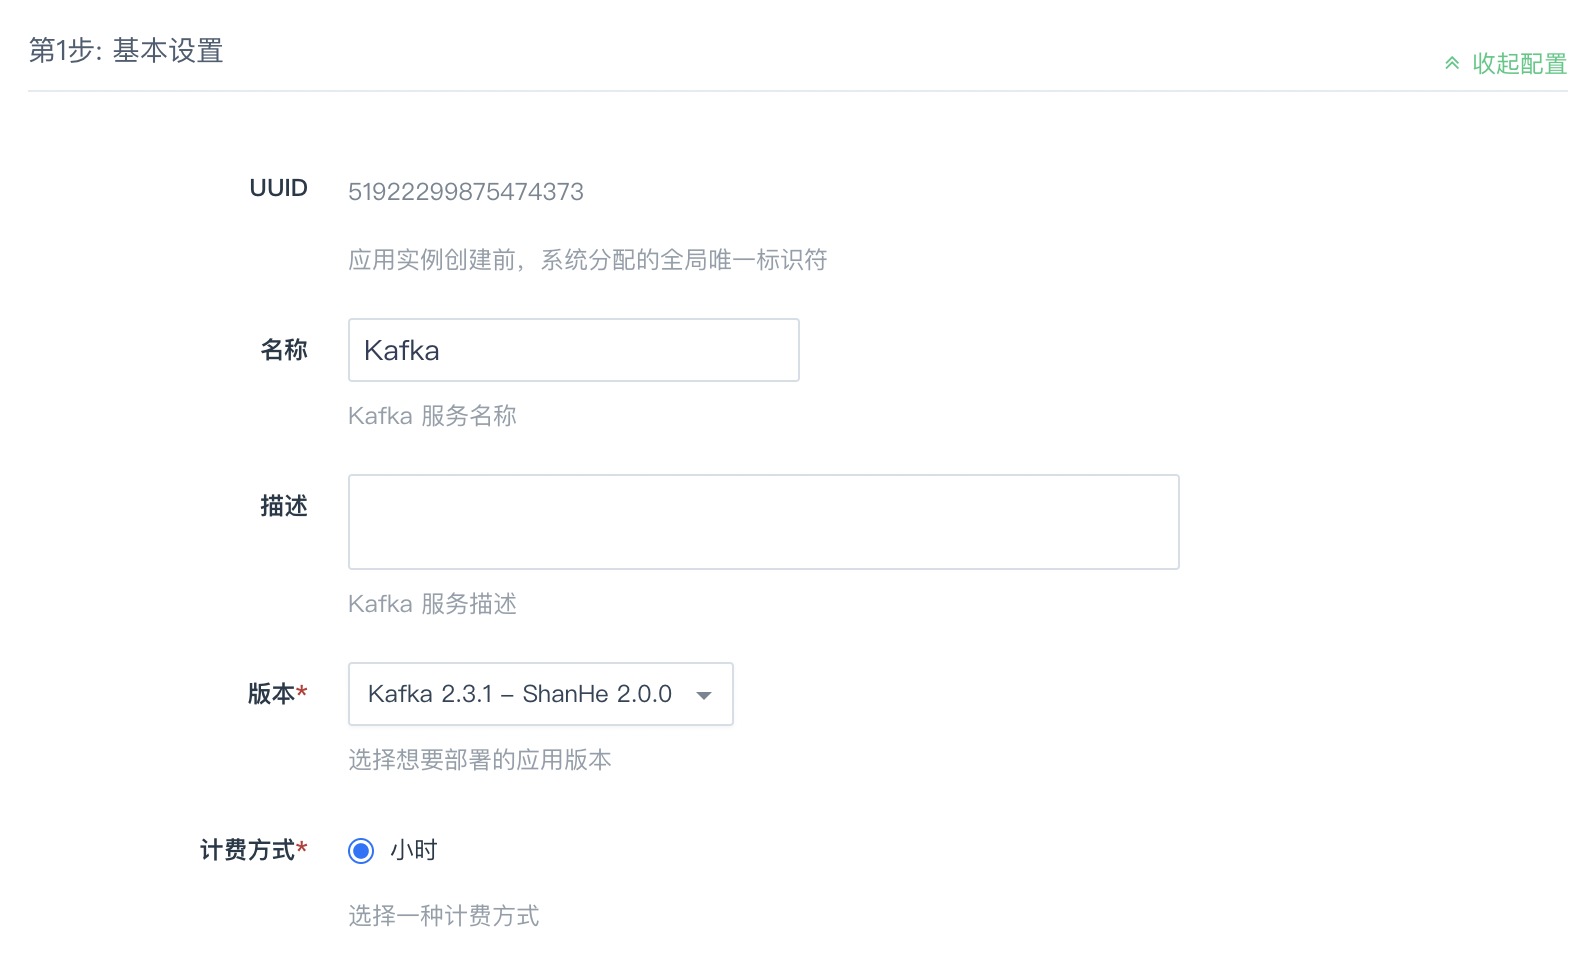 第1步: 基本设置
收起配置
UUID 51922299875474373
应用实例创建前，系统分配的全局唯一标识符
名称 Kafka
Kafka 服务名称
描述
Kafka 服务描述
版本* Kafka 2.3.1 – ShanHe 2.0.0
选择想要部署的应用版本
计费方式* 小时
选择一种计费方式